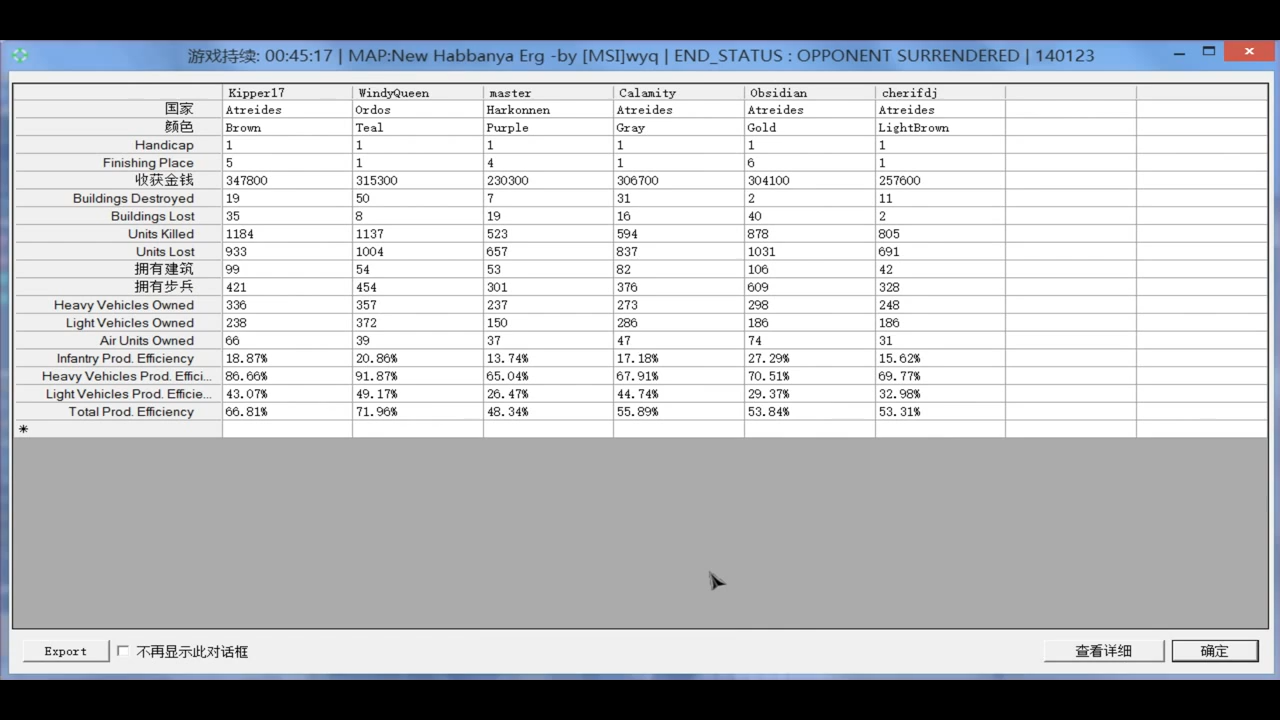 游戏持续: 00:45:17 | MAP:New Habbanya Erg -by [MSI]wyq | END_STATUS : OPPONENT SURRENDERED | 140123
Kipper17 WindyQueen master Calamity Obsidian cherifdj
国家 Atreides Ordos Harkonnen Atreides Atreides Atreides
颜色 Brown Teal Purple Gray Gold LightBrown
Handicap 1 1 1 1 1 1
Finishing Place 5 1 4 1 6 1
收获金钱 347800 315300 230300 306700 304100 257600
Buildings Destroyed 19 50 7 31 2 11
Buildings Lost 35 8 19 16 40 2
Units Killed 1184 1137 523 594 878 805
Units Lost 933 1004 657 837 1031 691
拥有建筑 99 54 53 82 106 42
拥有步兵 421 454 301 376 609 328
Heavy Vehicles Owned 336 357 237 273 298 248
Light Vehicles Owned 238 372 150 286 186 186
Air Units Owned 66 39 37 47 74 31
Infantry Prod. Efficiency 18.87% 20.86% 13.74% 17.18% 27.29% 15.62%
Heavy Vehicles Prod. Effici... 86.66% 91.87% 65.04% 67.91% 70.51% 69.77%
Light Vehicles Prod. Efficie... 43.07% 49.17% 26.47% 44.74% 29.37% 32.98%
Total Prod. Efficiency 66.81% 71.96% 48.34% 55.89% 53.84% 53.31%
*
Export 不再显示此对话框 查看详细 确定